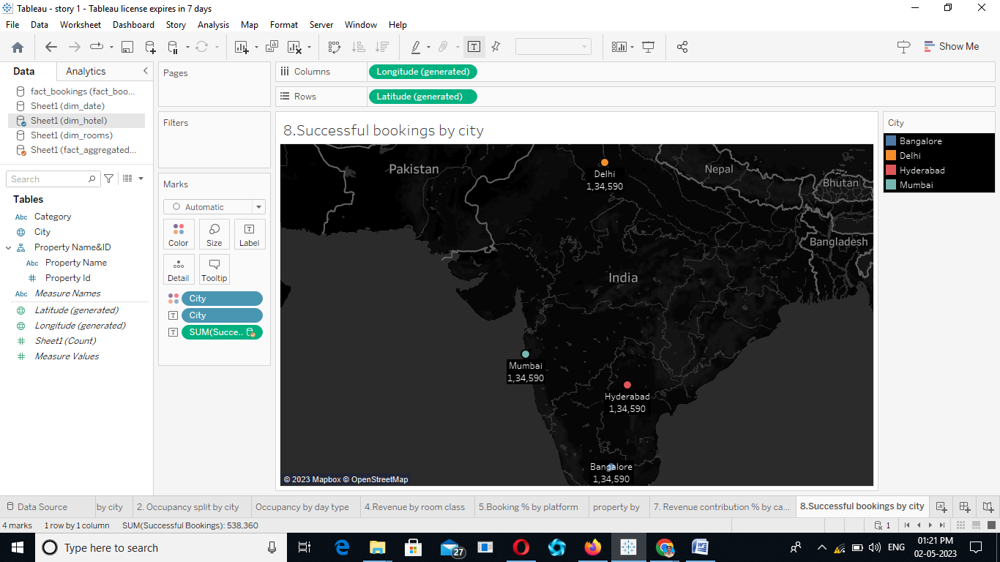 Tableau - story 1 - Tableau license expires in 7 days
File Data Worksheet Dashboard Story Analysis Map Format Server Window Help
Show Me
Data Analytics
fact_bookings (fact_boo...
Sheet1 (dim_date)
Sheet1 (dim_hotel)
Sheet1 (dim_rooms)
Sheet1 (fact_aggregated...
Search
Tables
Abc Category
City
Property Name&ID
Abc Property Name
# Property Id
Abc Measure Names
Latitude (generated)
Longitude (generated)
# Sheet1 (Count)
# Measure Values
Pages
Filters
Marks
Automatic
Color Size Label
Detail Tooltip
City
City
SUM(Succe..
Columns Longitude (generated)
Rows Latitude (generated)
8.Successful bookings by city
Pakistan
Delhi
1,34,590
Nepal
Bhutan
Bangladesh
India
Mumbai
1,34,590
Hyderabad
1,34,590
Bangalore
1,34,590
© 2023 Mapbox © OpenStreetMap
City
Bangalore
Delhi
Hyderabad
Mumbai
Data Source by city 2. Occupancy split by city Occupancy by day type 4.Revenue by room class 5.Booking % by platform property by 7. Revenue contribution % by ca... 8.Successful bookings by city
4 marks 1 row by 1 column SUM(Successful Bookings): 538,360 1
Type here to search 27 ENG 01:21 PM
02-05-2023